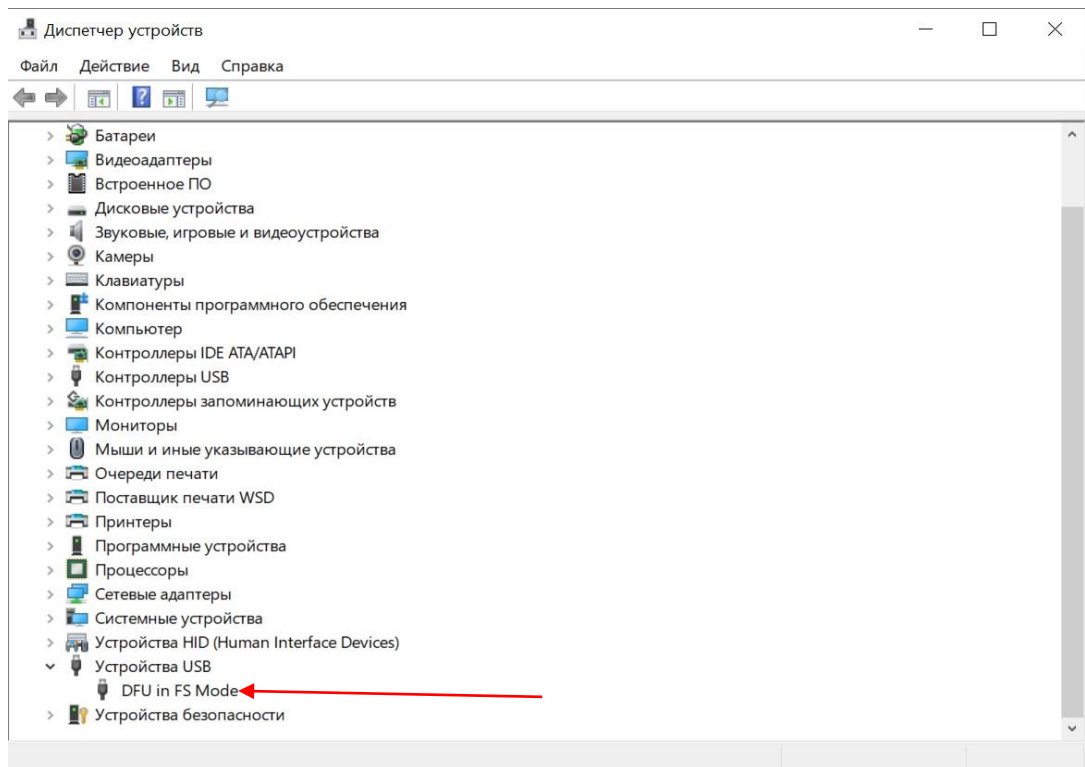 Диспетчер устройств
Файл Действие Вид Справка
Батареи
Видеоадаптеры
Встроенное ПО
Дисковые устройства
Звуковые, игровые и видеоустройства
Камеры
Клавиатуры
Компоненты программного обеспечения
Компьютер
Контроллеры IDE ATA/ATAPI
Контроллеры USB
Контроллеры запоминающих устройств
Мониторы
Мыши и иные указывающие устройства
Очереди печати
Поставщик печати WSD
Принтеры
Программные устройства
Процессоры
Сетевые адаптеры
Системные устройства
Устройства HID (Human Interface Devices)
Устройства USB
DFU in FS Mode
Устройства безопасности